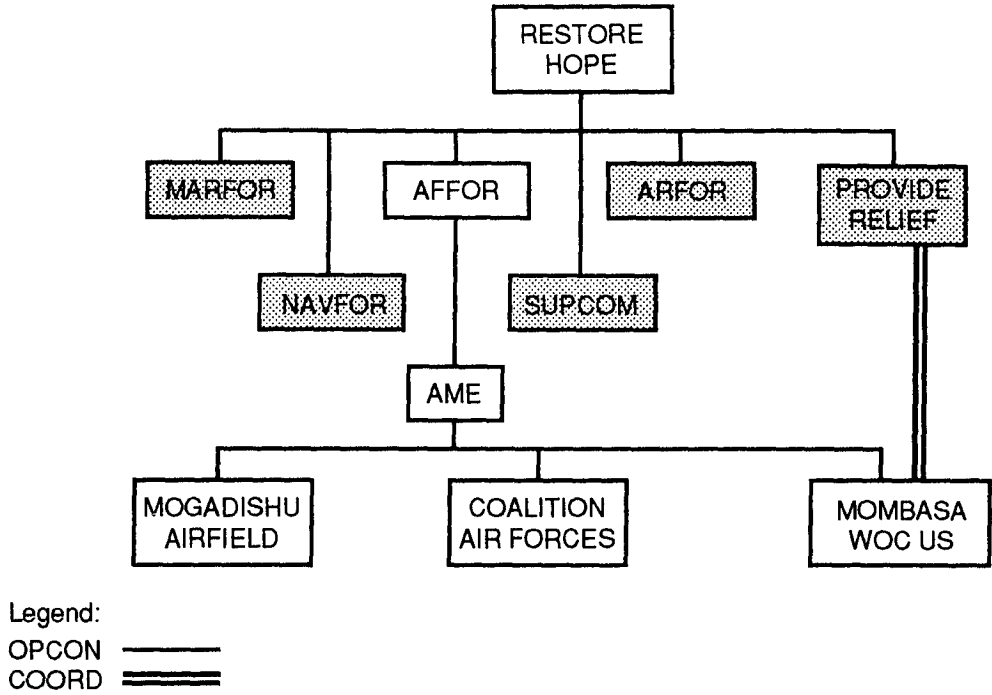 RESTORE
HOPE
MARFOR
AFFOR
ARFOR
PROVIDE
RELIEF
NAVFOR
SUPCOM
AME
MOGADISHU
AIRFIELD
COALITION
AIR FORCES
MOMBASA
WOC US
Legend:
OPCON
COORD